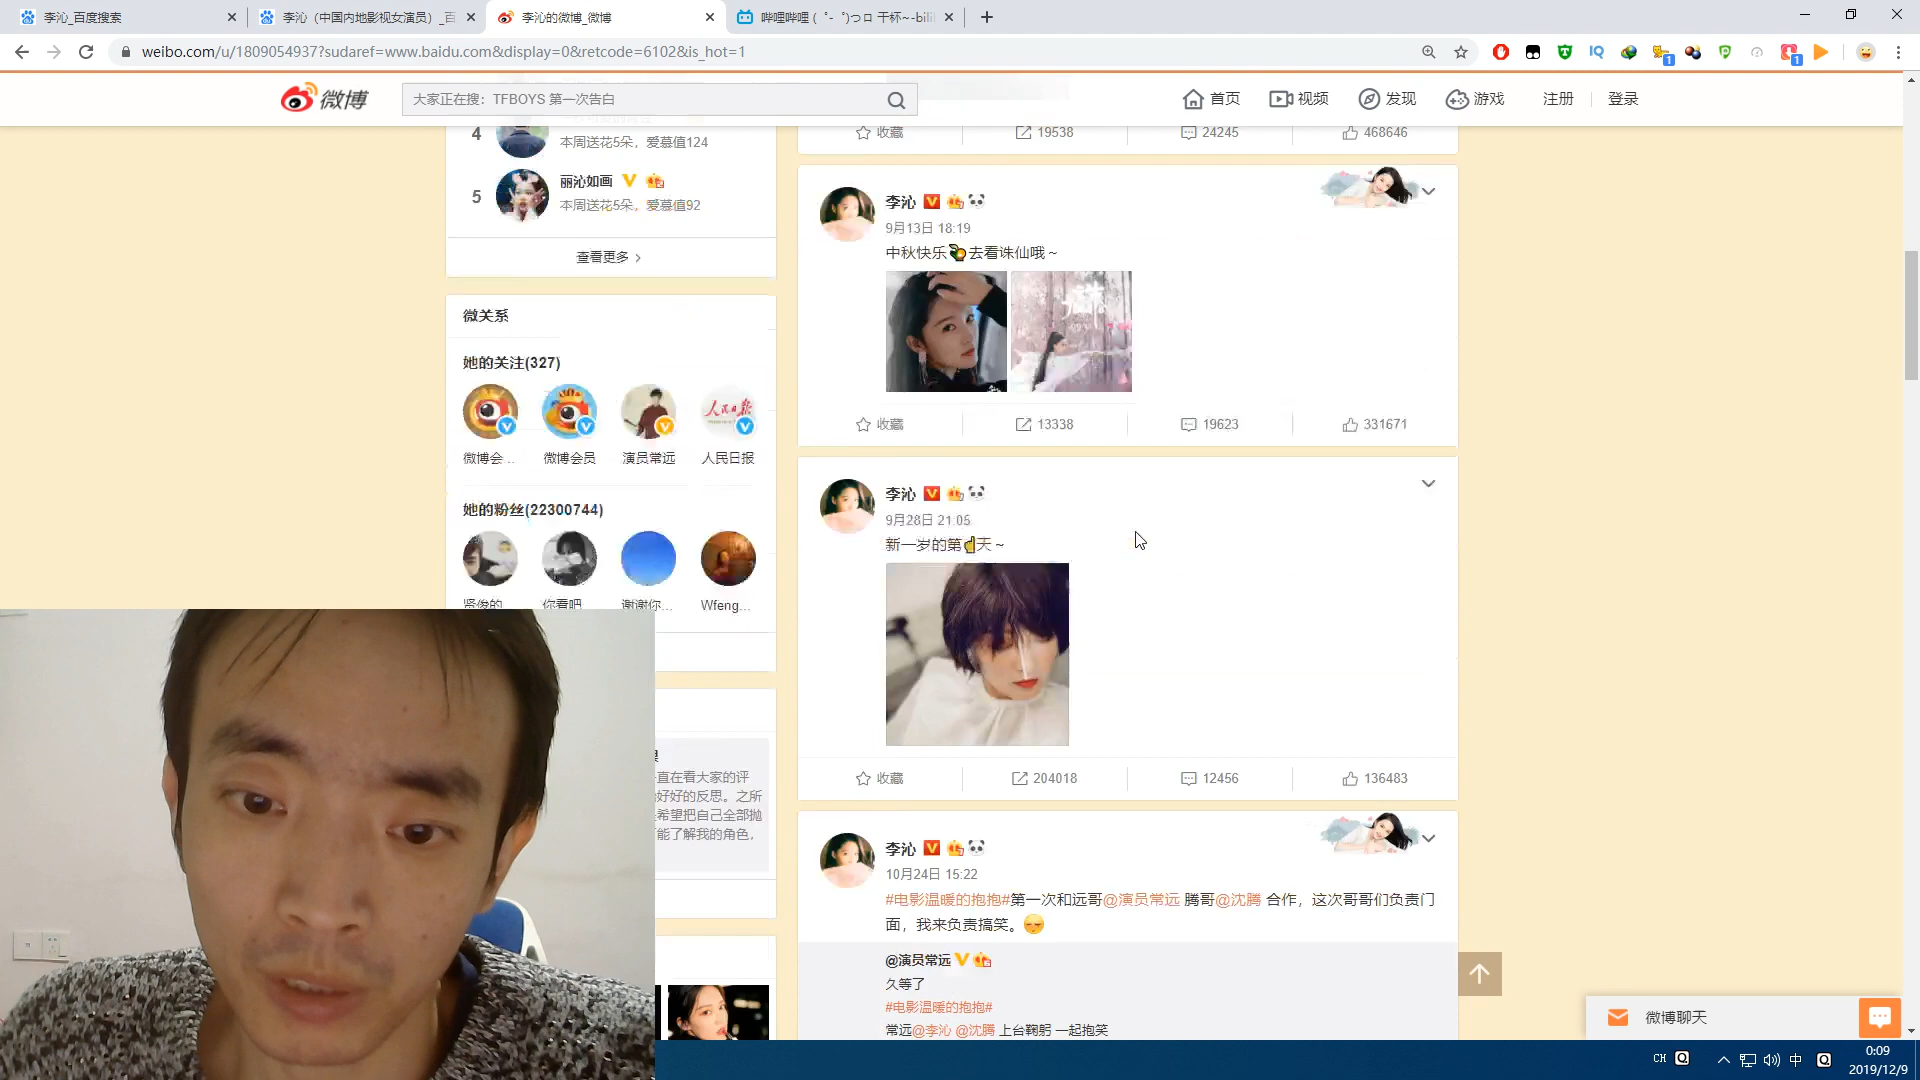 李沁_百度搜索
李沁（中国内地影视女演员）_百
李沁的微博_微博
哔哩哔哩 ( ゜- ゜)つロ 干杯~-bili
weibo.com/u/1809054937?sudaref=www.baidu.com&display=0&retcode=6102&is_hot=1
微博
大家正在搜：TFBOYS 第一次告白
首页
视频
发现
游戏
注册
登录
4
本周送花5朵，爱慕值124
5
丽沁如画
本周送花5朵，爱慕值92
查看更多 >
微关系
她的关注(327)
微博会...
微博会员
演员常远
人民日报
她的粉丝(22300744)
贤俊的
你看吧
谢谢你...
Wfeng...
直在看大家的评
好好的反思。之所
希望把自己全部抛
能了解我的角色，
收藏
19538
24245
468646
李沁
9月13日 18:19
中秋快乐去看诛仙哦～
收藏
13338
19623
331671
李沁
9月28日 21:05
新一岁的第☝天～
收藏
204018
12456
136483
李沁
10月24日 15:22
#电影温暖的抱抱#第一次和远哥@演员常远 腾哥@沈腾 合作，这次哥哥们负责门
面，我来负责搞笑。
@演员常远
久等了
#电影温暖的抱抱#
常远@李沁 @沈腾 上台鞠躬 一起抱笑
微博聊天
CH
中
0:09
2019/12/9